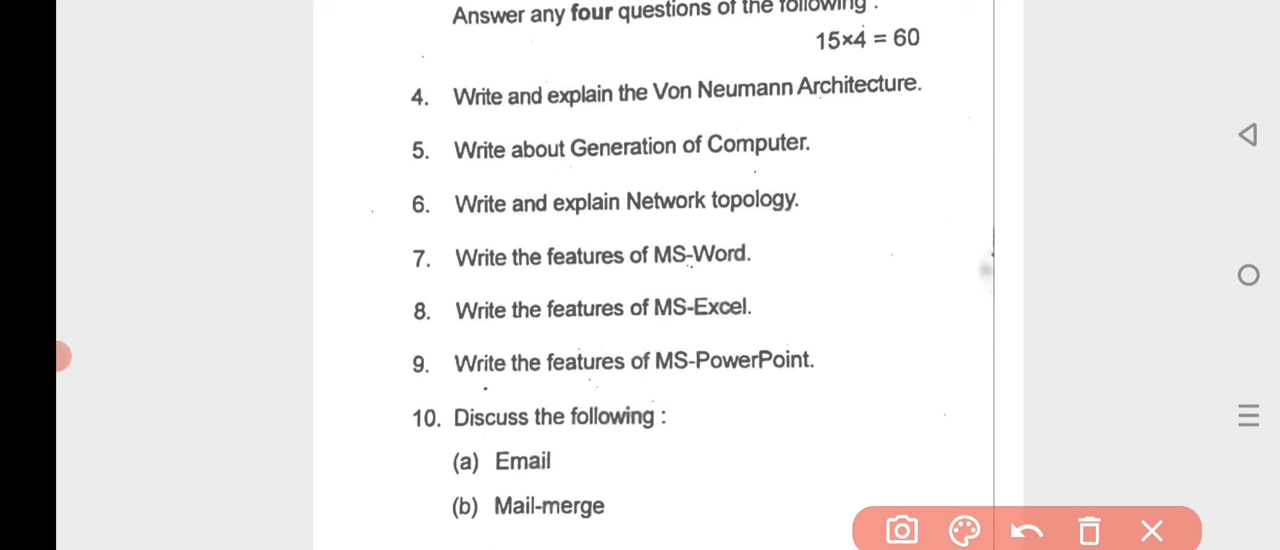 Answer any four questions of the following :
15×4 = 60
4. Write and explain the Von Neumann Architecture.
5. Write about Generation of Computer.
6. Write and explain Network topology.
7. Write the features of MS-Word.
8. Write the features of MS-Excel.
9. Write the features of MS-PowerPoint.
10. Discuss the following :
(a) Email
(b) Mail-merge